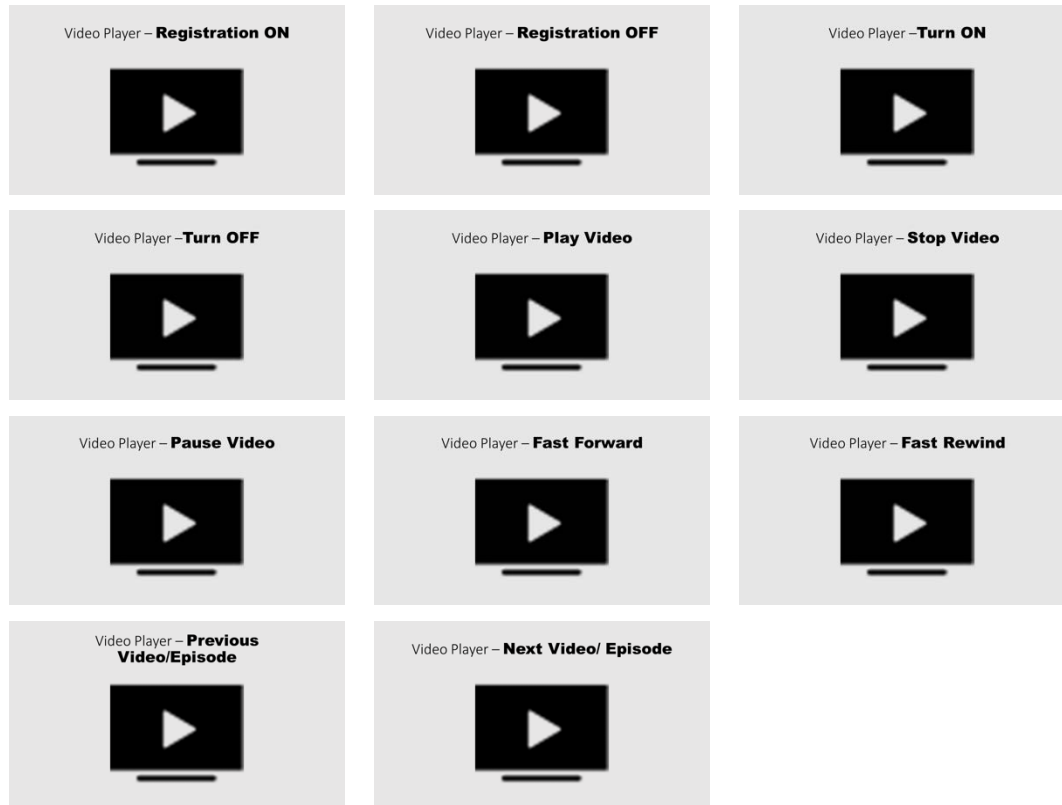 Video Player – Registration ON
Video Player – Registration OFF
Video Player –Turn ON
Video Player –Turn OFF
Video Player – Play Video
Video Player – Stop Video
Video Player – Pause Video
Video Player – Fast Forward
Video Player – Fast Rewind
Video Player – Previous
Video/Episode
Video Player – Next Video/ Episode